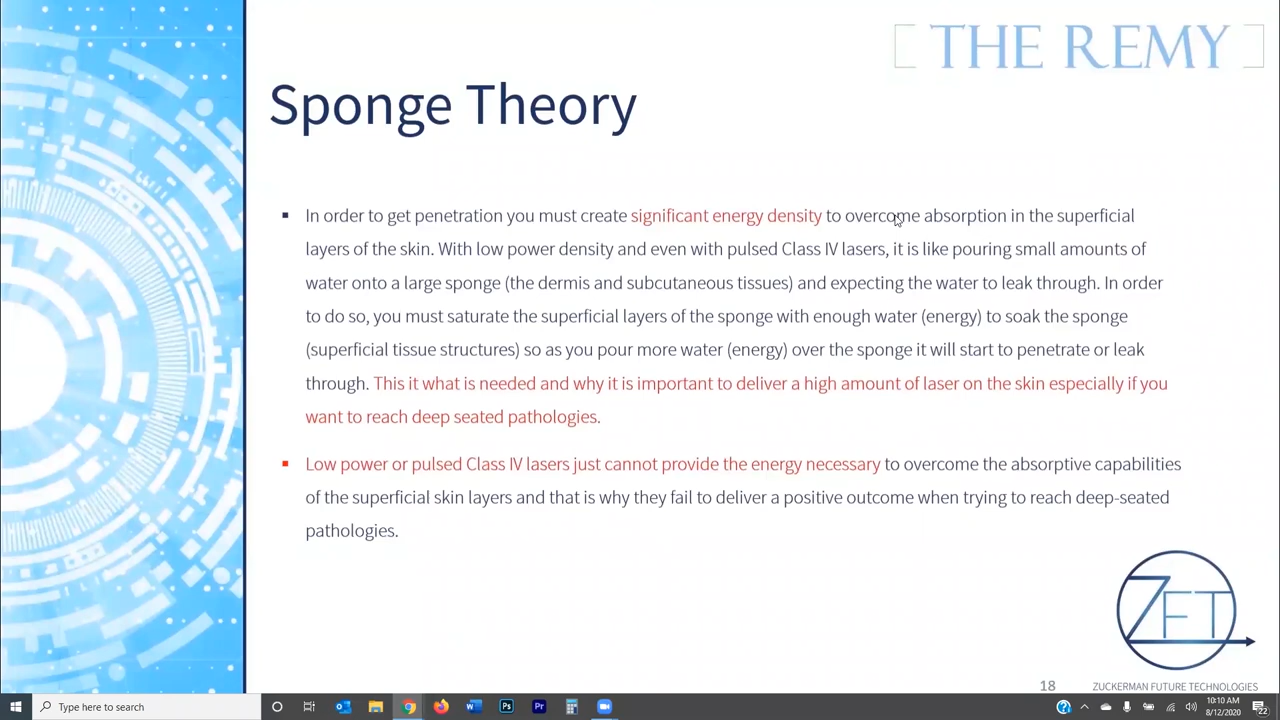 [ THE REMY ]
Sponge Theory
▪ In order to get penetration you must create significant energy density to overcome absorption in the superficial
layers of the skin. With low power density and even with pulsed Class IV lasers, it is like pouring small amounts of
water onto a large sponge (the dermis and subcutaneous tissues) and expecting the water to leak through. In order
to do so, you must saturate the superficial layers of the sponge with enough water (energy) to soak the sponge
(superficial tissue structures) so as you pour more water (energy) over the sponge it will start to penetrate or leak
through. This it what is needed and why it is important to deliver a high amount of laser on the skin especially if you
want to reach deep seated pathologies.
▪ Low power or pulsed Class IV lasers just cannot provide the energy necessary to overcome the absorptive capabilities
of the superficial skin layers and that is why they fail to deliver a positive outcome when trying to reach deep-seated
pathologies.
ZFT
18
ZUCKERMAN FUTURE TECHNOLOGIES
Type here to search
W
Ps
Pr
10:10 AM
8/12/2020
22